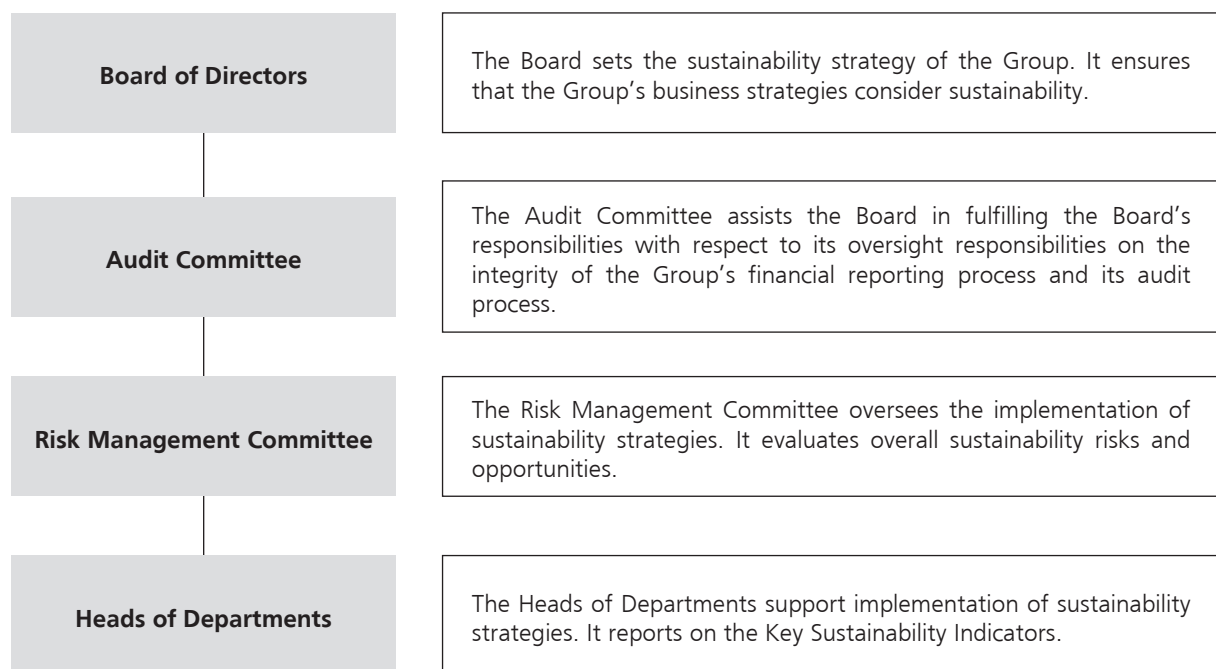 Board of Directors
The Board sets the sustainability strategy of the Group. It ensures
that the Group’s business strategies consider sustainability.
Audit Committee
The Audit Committee assists the Board in fulfilling the Board’s
responsibilities with respect to its oversight responsibilities on the
integrity of the Group’s financial reporting process and its audit
process.
Risk Management Committee
The Risk Management Committee oversees the implementation of
sustainability strategies. It evaluates overall sustainability risks and
opportunities.
Heads of Departments
The Heads of Departments support implementation of sustainability
strategies. It reports on the Key Sustainability Indicators.